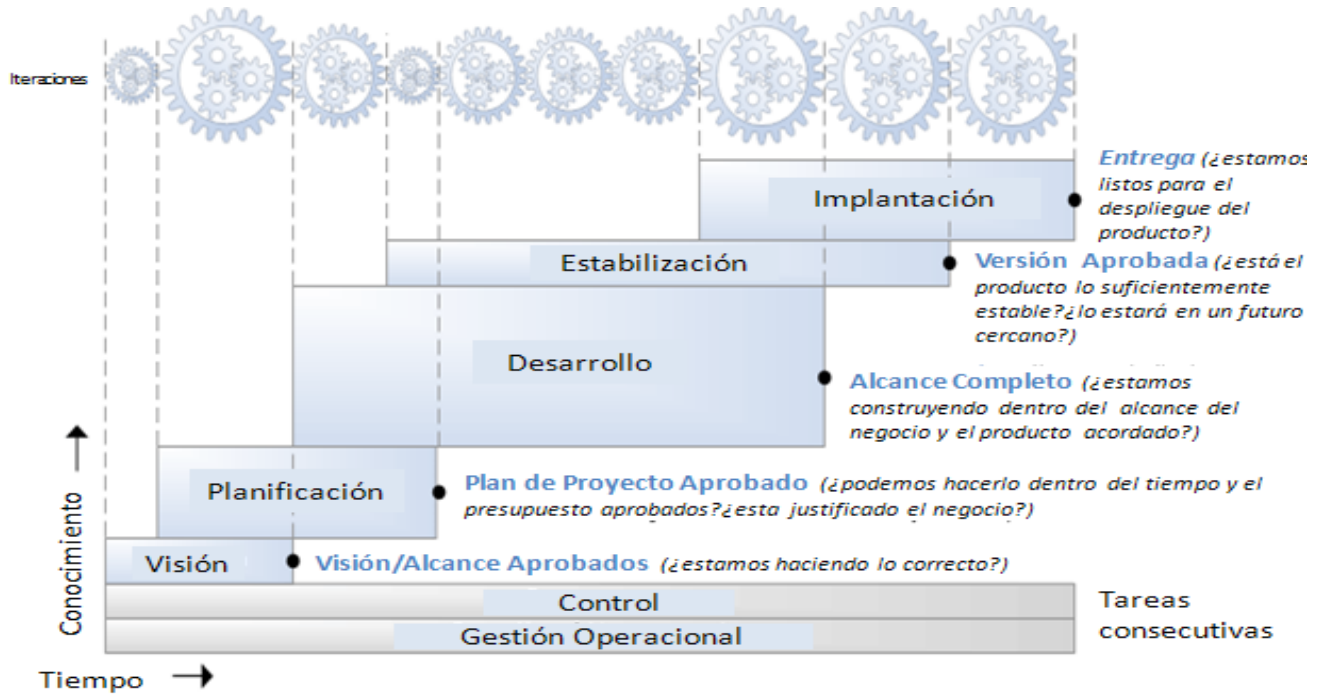 Iteraciones
Entrega (¿estamos
listos para el
despliegue del
producto?)
Implantación
Estabilización
Versión Aprobada (¿está el
producto lo suficientemente
estable?¿lo estará en un futuro
cercano?)
Desarrollo
Alcance Completo (¿estamos
construyendo dentro del alcance del
negocio y el producto acordado?)
Planificación
Plan de Proyecto Aprobado (¿podemos hacerlo dentro del tiempo y el
presupuesto aprobados?¿esta justificado el negocio?)
Visión
Visión/Alcance Aprobados (¿estamos haciendo lo correcto?)
Control
Gestión Operacional
Tareas
consecutivas
Conocimiento
Tiempo